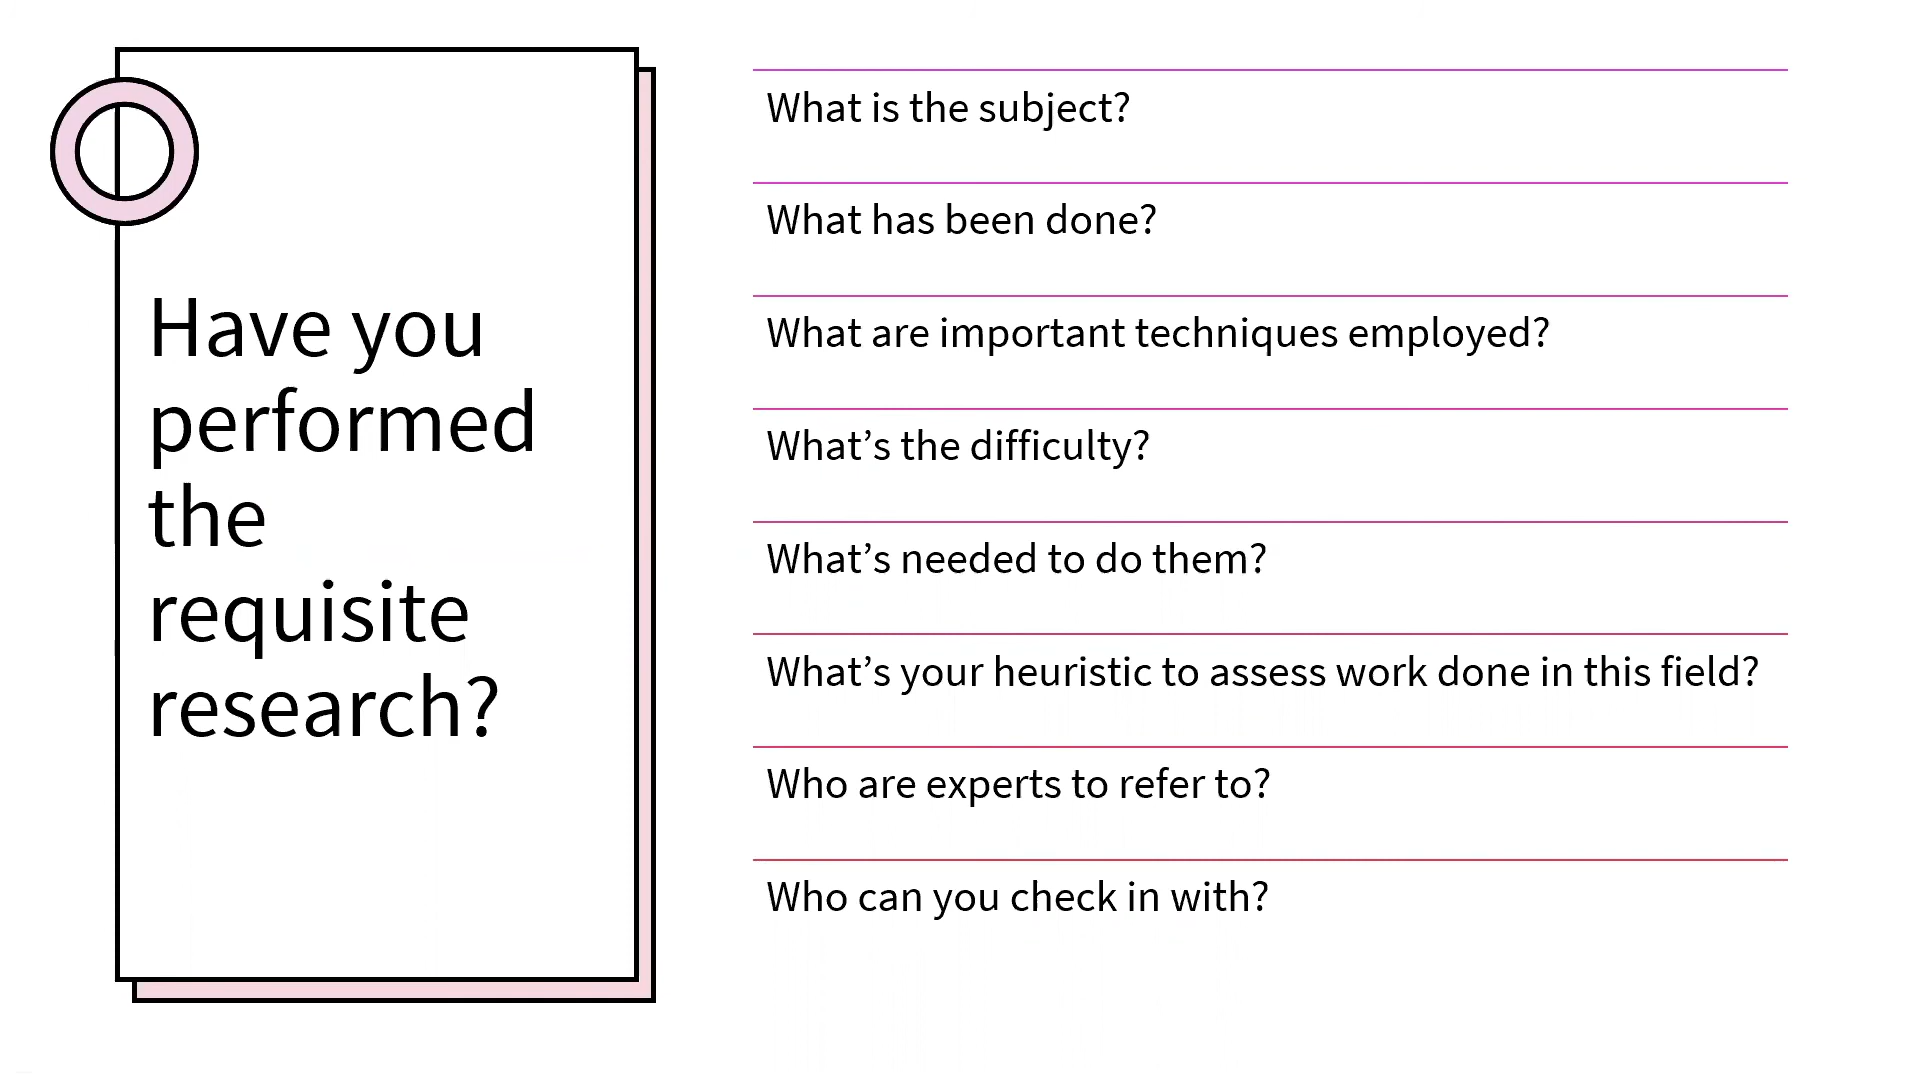 Have you
performed
the
requisite
research?
What is the subject?
What has been done?
What are important techniques employed?
What’s the difficulty?
What’s needed to do them?
What’s your heuristic to assess work done in this field?
Who are experts to refer to?
Who can you check in with?